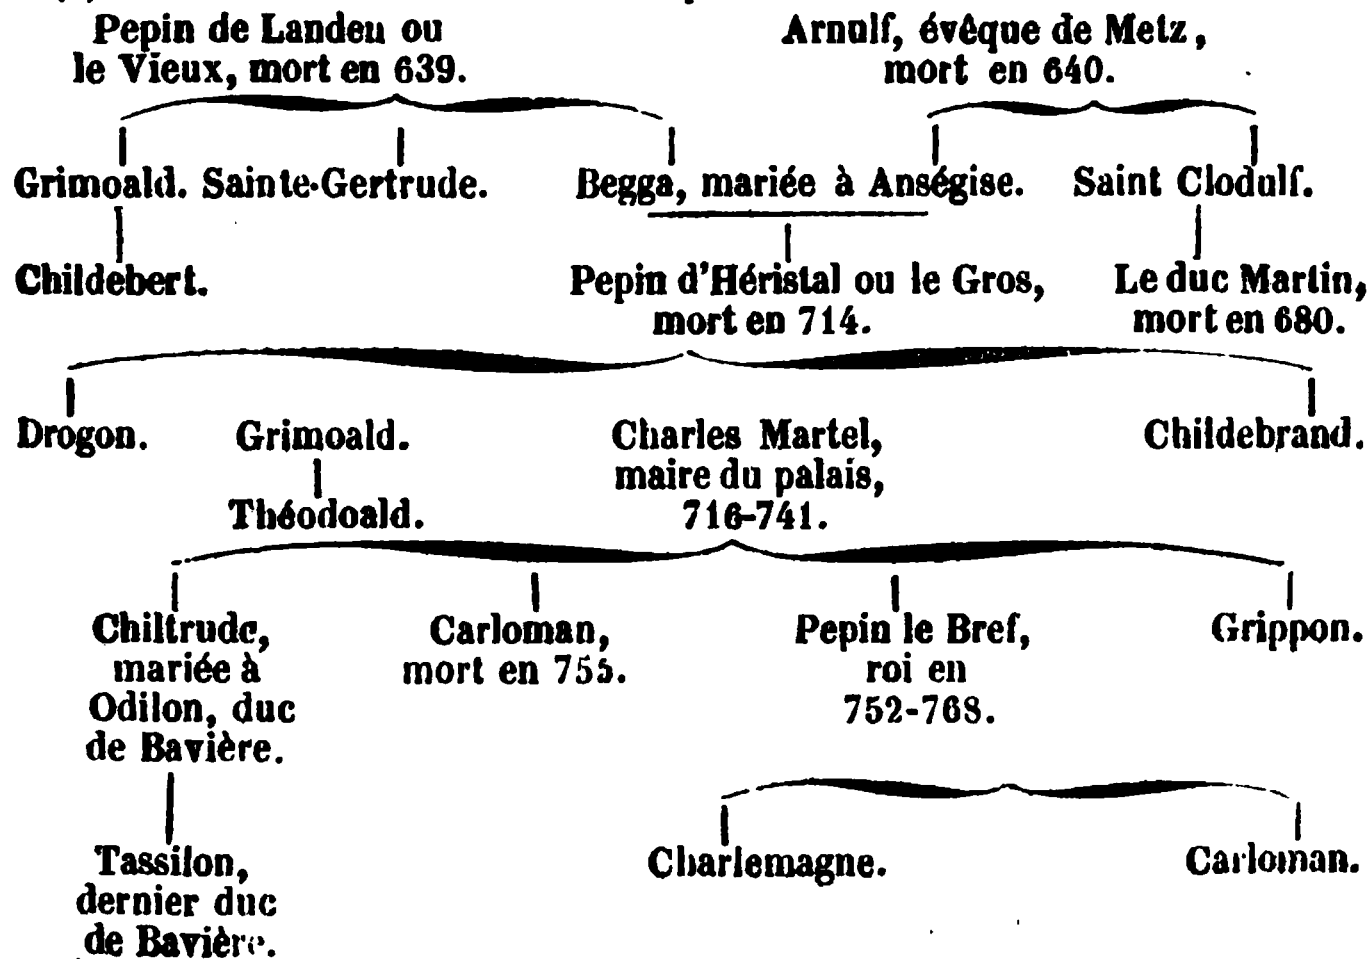 Pepin de Landen ou
le Vieux, mort en 639.
Arnulf, évêque de Metz,
mort en 640.
Grimoald. Sainte-Gertrude. Begga, mariée à Anségise. Saint Clodulf.
Childebert.
Pepin d'Héristal ou le Gros,
mort en 714.
Le duc Martin,
mort en 680.
Drogon. Grimoald.
Théodoald.
Charles Martel,
maire du palais,
716-741.
Childebrand.
Chiltrude,
mariée à
Odilon, duc
de Bavière.
Carloman,
mort en 755.
Pepin le Bref,
roi en
752-768.
Grippon.
Tassilon,
dernier duc
de Bavière.
Charlemagne.
Carloman.